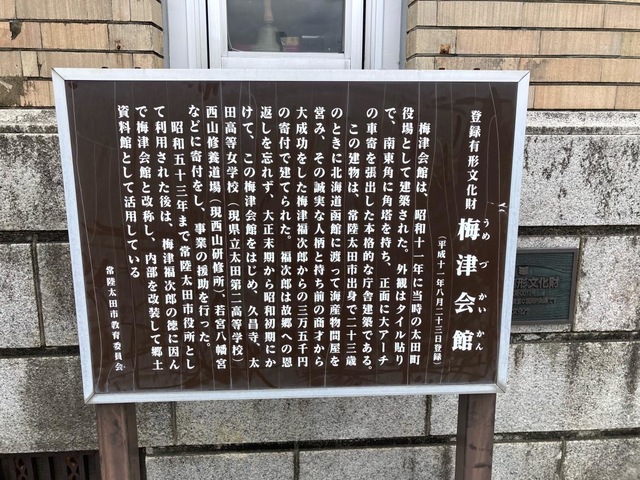 登録有形文化財
梅津会館
うめづかいかん
（平成十一年八月二十三日登録）
梅津会館は、昭和十一年に当時の太田町
役場として建築された。外観はタイル貼り
で、南東角に角塔を持ち、正面に大アーチ
の車寄を張出した本格的な庁舎建築である。
この建物は、常陸太田市出身で二十三歳
のときに北海道函館に渡って海産物問屋を
営み、その誠実な人柄と持ち前の商才から
大成功をした梅津福次郎からの三万五千円
の寄付で建てられた。福次郎は故郷への恩
返しを忘れず、大正末期から昭和初期にか
けて、この梅津会館をはじめ、久昌寺、太
田高等女学校（現県立太田第二高等学校）
西山修養道場（現西山研修所）若宮八幡宮
などに寄付をし、事業の援助を行った。
昭和五十三年まで常陸太田市役所とし
て利用された後は、梅津福次郎の徳に因ん
で梅津会館と改称し、内部を改装して郷土
資料館として活用している
常陸太田市教育委員会
形文化財